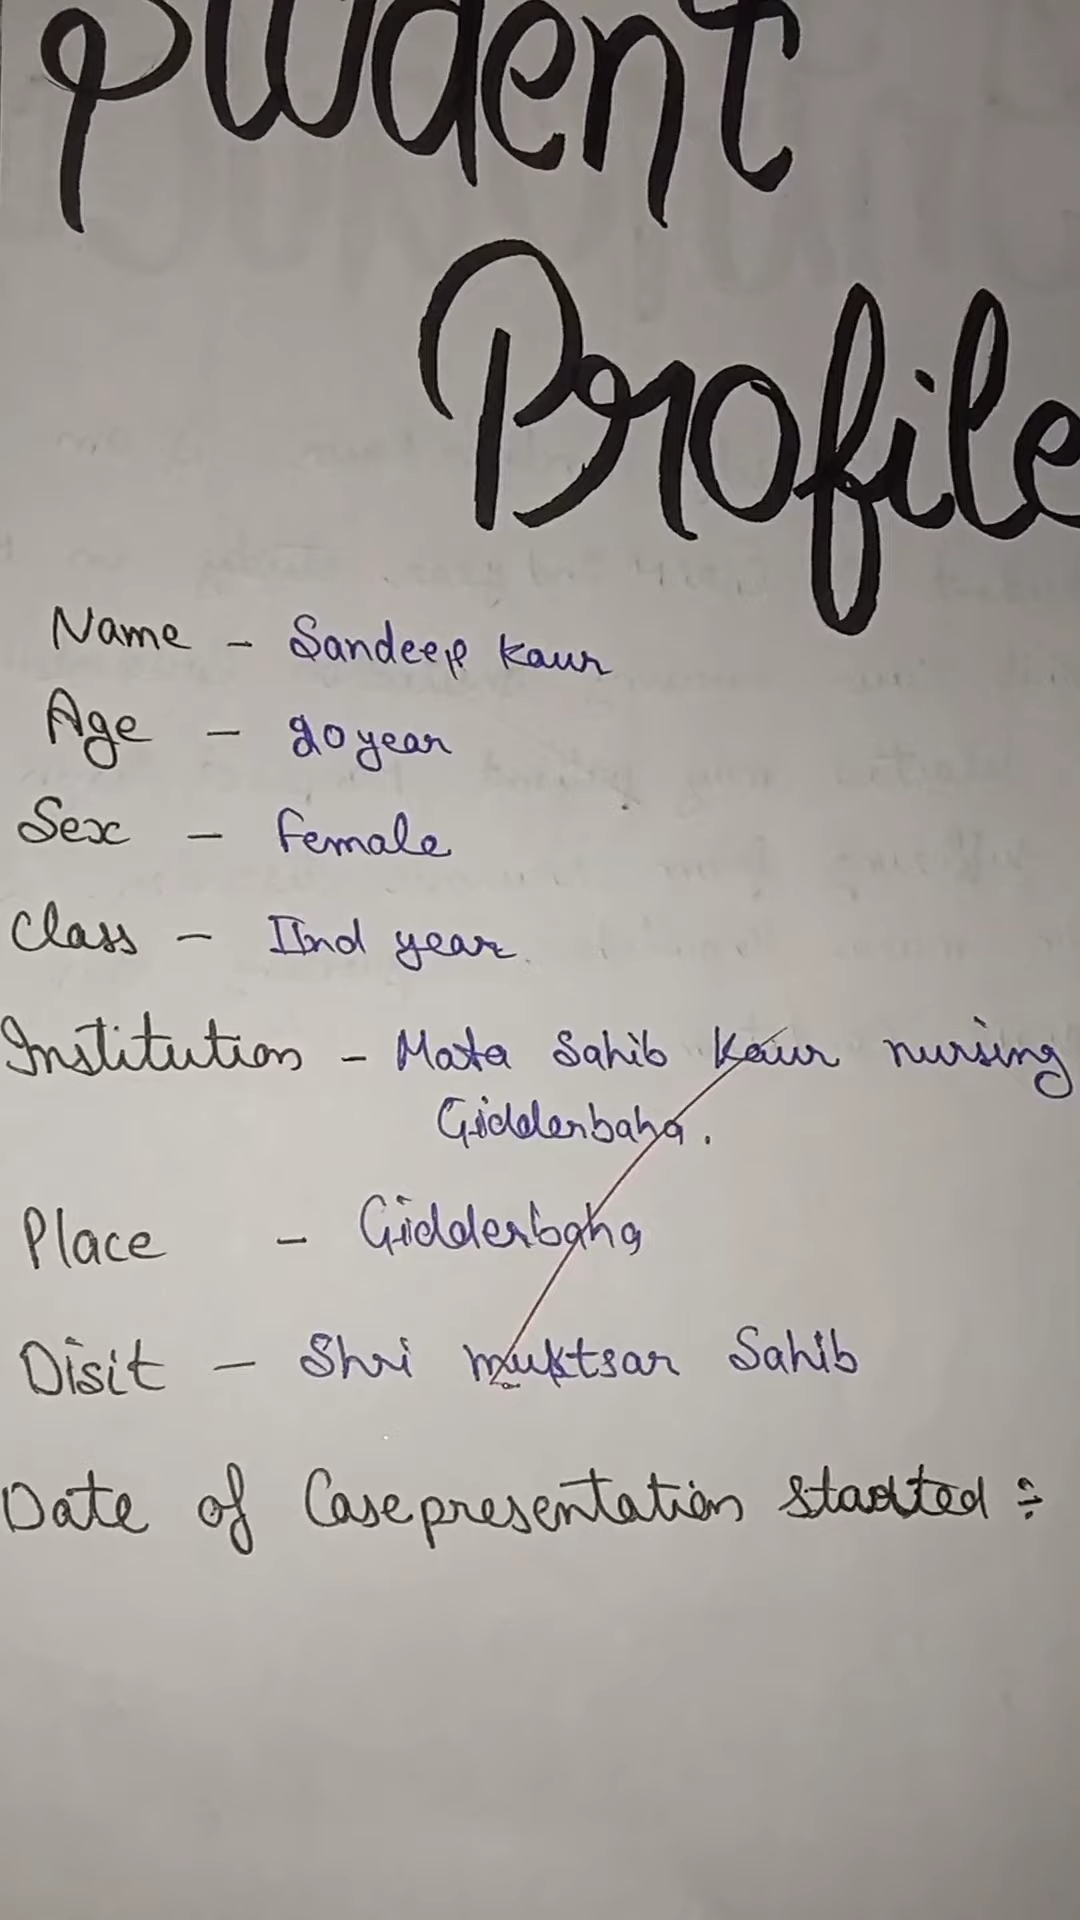 Student
Profile
Name - Sandeep Kaur
Age - 20 year
Sex - female
Class - IInd year
Institution - Mata Sahib Kaur nursing
Gidderbaha.
Place - Gidderbaha
Disit - Shri muktsar Sahib
Date of Casepresentation started ÷